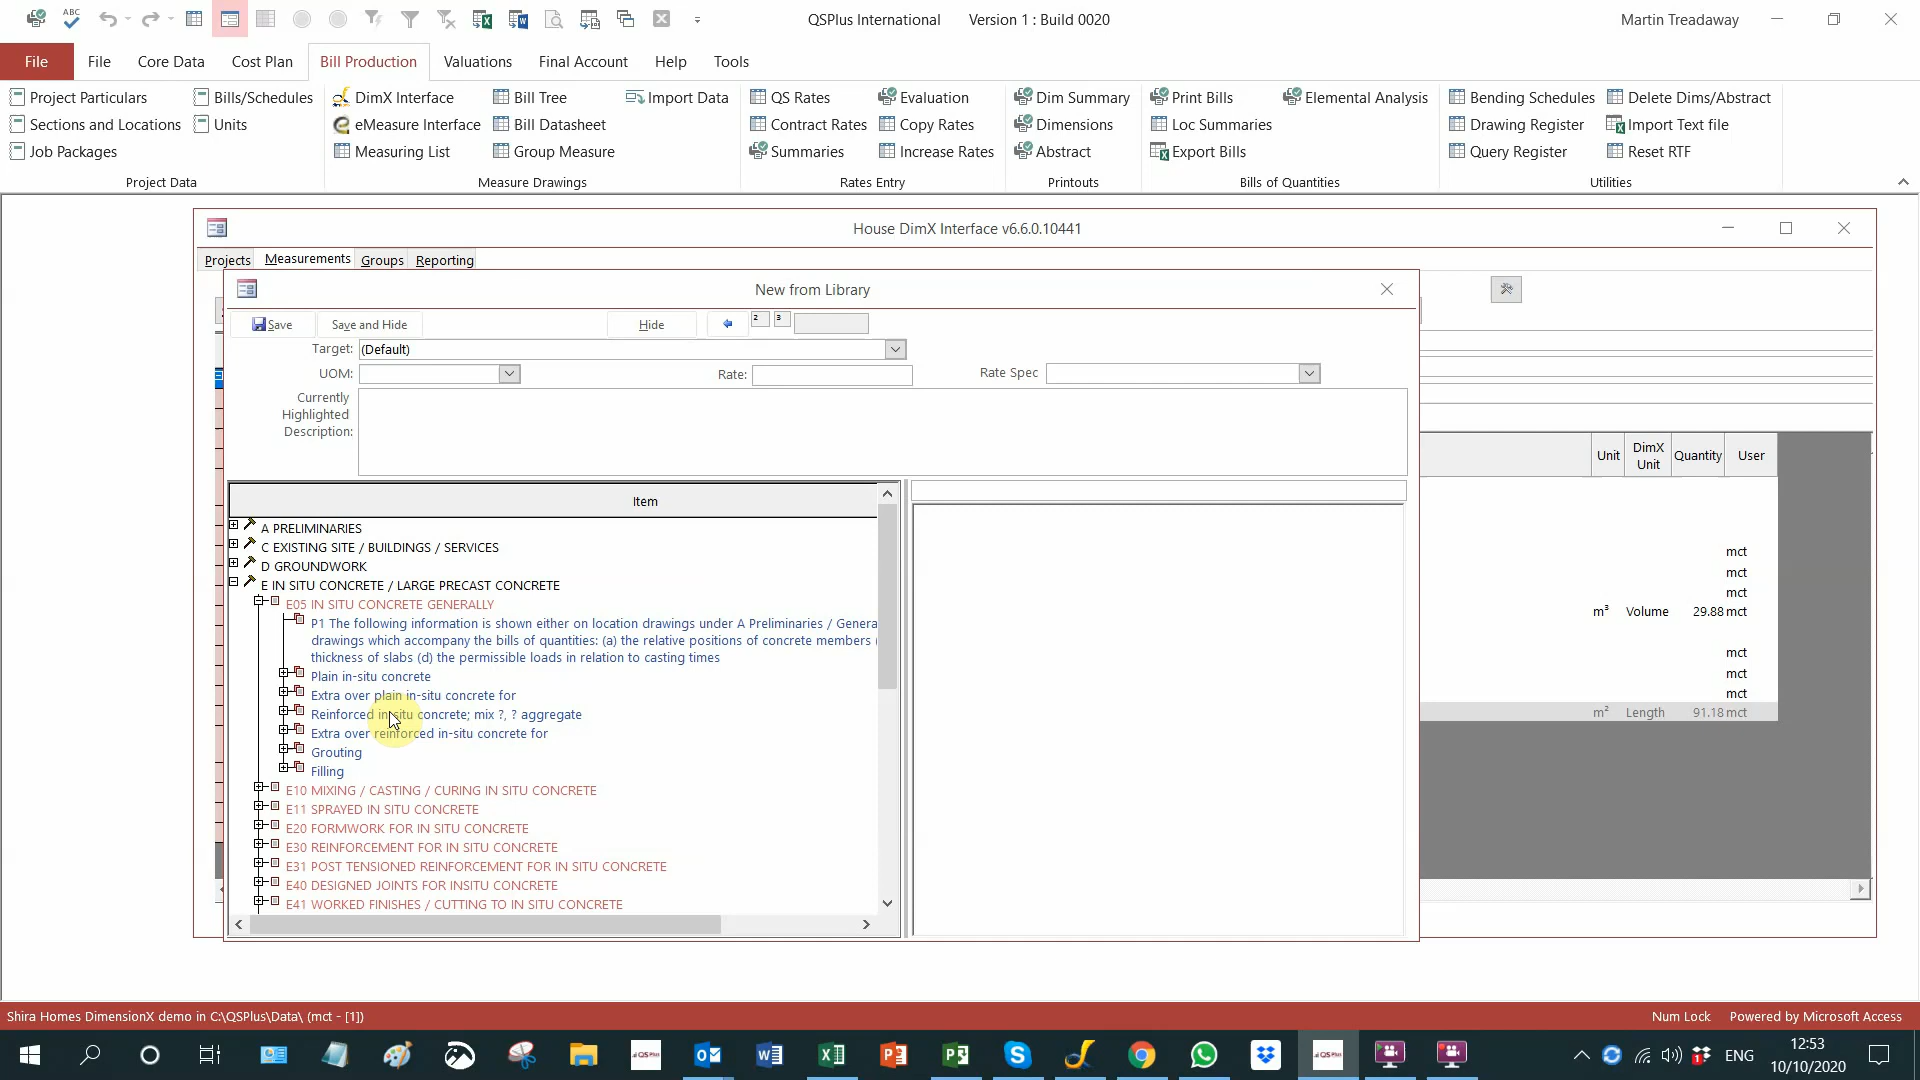 ABC
QSPlus International Version 1 : Build 0020
Martin Treadaway
File File Core Data Cost Plan Bill Production Valuations Final Account Help Tools
Project Particulars Bills/Schedules DimX Interface Bill Tree Import Data QS Rates Evaluation Dim Summary Print Bills Elemental Analysis Bending Schedules Delete Dims/Abstract
Sections and Locations Units eMeasure Interface Bill Datasheet Contract Rates Copy Rates Dimensions Loc Summaries Drawing Register Import Text file
Job Packages Measuring List Group Measure Summaries Increase Rates Abstract Export Bills Query Register Reset RTF
Project Data Measure Drawings Rates Entry Printouts Bills of Quantities Utilities
House DimX Interface v6.6.0.10441
Projects Measurements Groups Reporting
New from Library
Save Save and Hide Hide 2 3
Target: (Default)
UOM: Rate: Rate Spec
Currently
Highlighted
Description:
Unit DimX Unit Quantity User
Item
A PRELIMINARIES
C EXISTING SITE / BUILDINGS / SERVICES
mct
D GROUNDWORK
mct
E IN SITU CONCRETE / LARGE PRECAST CONCRETE
mct
E05 IN SITU CONCRETE GENERALLY
m³ Volume 29.88 mct
P1 The following information is shown either on location drawings under A Preliminaries / Genera
drawings which accompany the bills of quantities: (a) the relative positions of concrete members (
thickness of slabs (d) the permissible loads in relation to casting times
mct
Plain in-situ concrete
mct
Extra over plain in-situ concrete for
mct
Reinforced in-situ concrete; mix ?, ? aggregate
m² Length 91.18 mct
Extra over reinforced in-situ concrete for
Grouting
Filling
E10 MIXING / CASTING / CURING IN SITU CONCRETE
E11 SPRAYED IN SITU CONCRETE
E20 FORMWORK FOR IN SITU CONCRETE
E30 REINFORCEMENT FOR IN SITU CONCRETE
E31 POST TENSIONED REINFORCEMENT FOR IN SITU CONCRETE
E40 DESIGNED JOINTS FOR INSITU CONCRETE
E41 WORKED FINISHES / CUTTING TO IN SITU CONCRETE
Shira Homes DimensionX demo in C:\QSPlus\Data\ (mct - [1])
Num Lock Powered by Microsoft Access
QSPlus QSPlus
ENG
12:53
10/10/2020